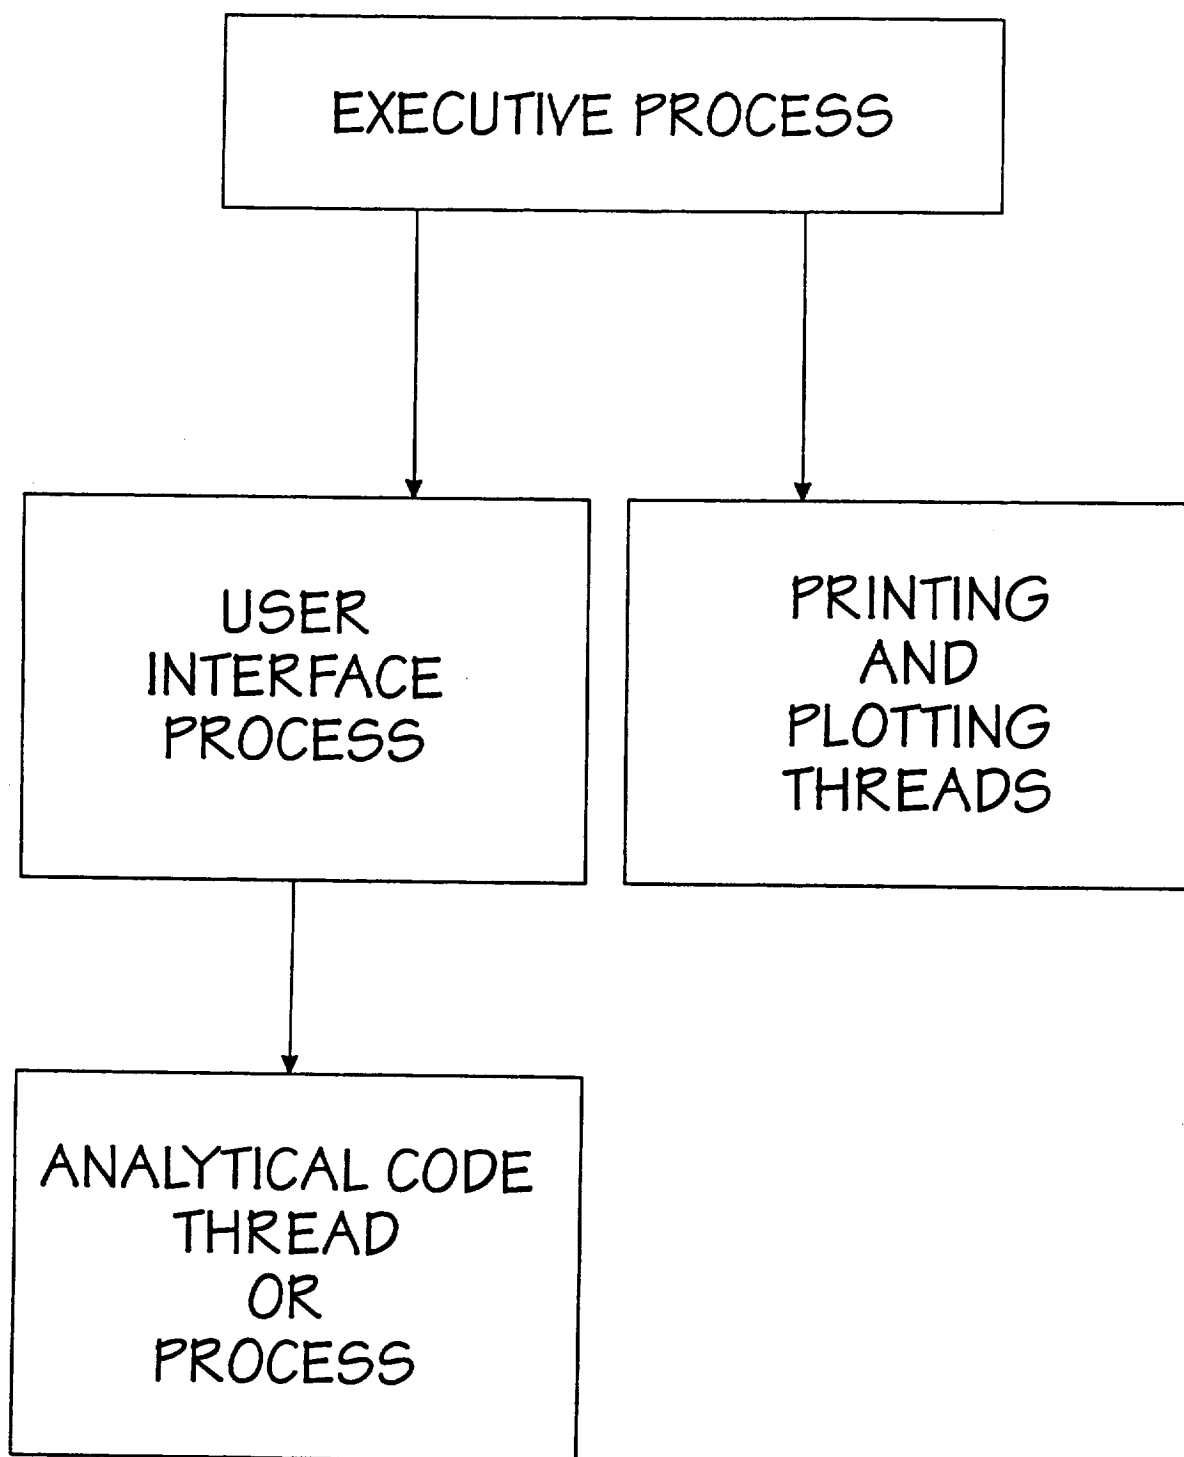 EXECUTIVE PROCESS
USER
INTERFACE
PROCESS
PRINTING
AND
PLOTTING
THREADS
ANALYTICAL CODE
THREAD
OR
PROCESS